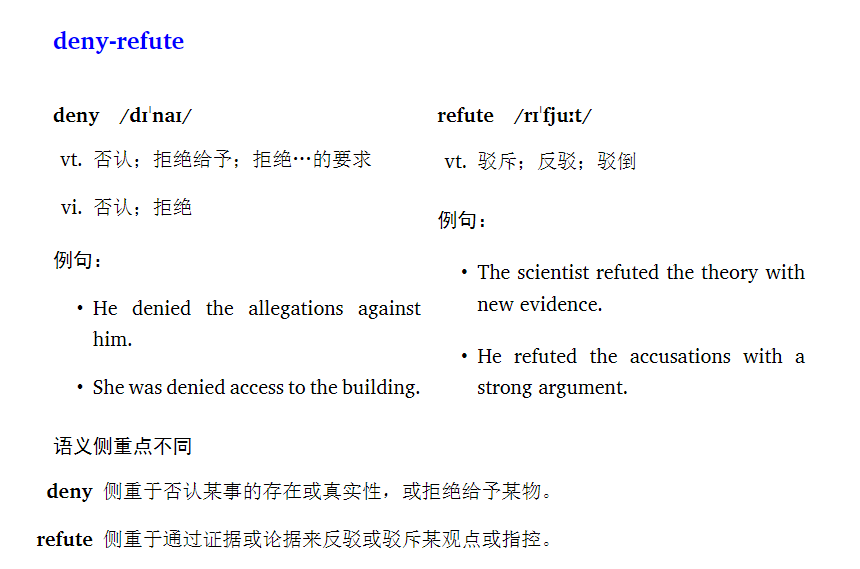 deny-refute
deny /dɪˈnaɪ/
vt. 否认；拒绝给予；拒绝…的要求
vi. 否认；拒绝
例句：
• He denied the allegations against
him.
• She was denied access to the building.
refute /rɪˈfjuːt/
vt. 驳斥；反驳；驳倒
例句：
• The scientist refuted the theory with
new evidence.
• He refuted the accusations with a
strong argument.
语义侧重点不同
deny 侧重于否认某事的存在或真实性，或拒绝给予某物。
refute 侧重于通过证据或论据来反驳或驳斥某观点或指控。